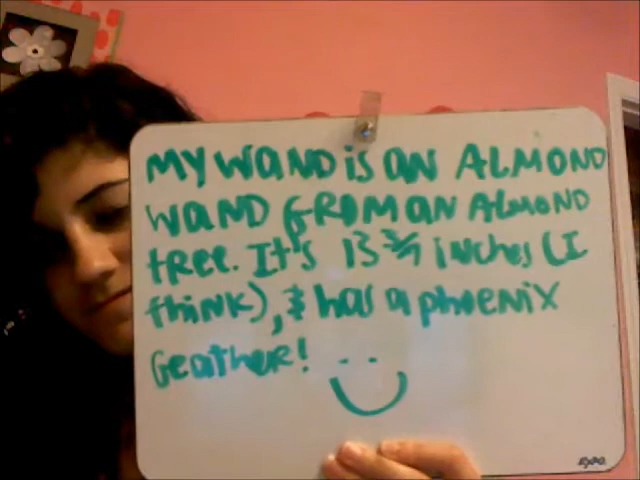 MY WAND is AN ALMOND
WAND FROM AN ALMOND
tree. It's 13 3/4 inches (I
think), & has a phoenix
Feather!